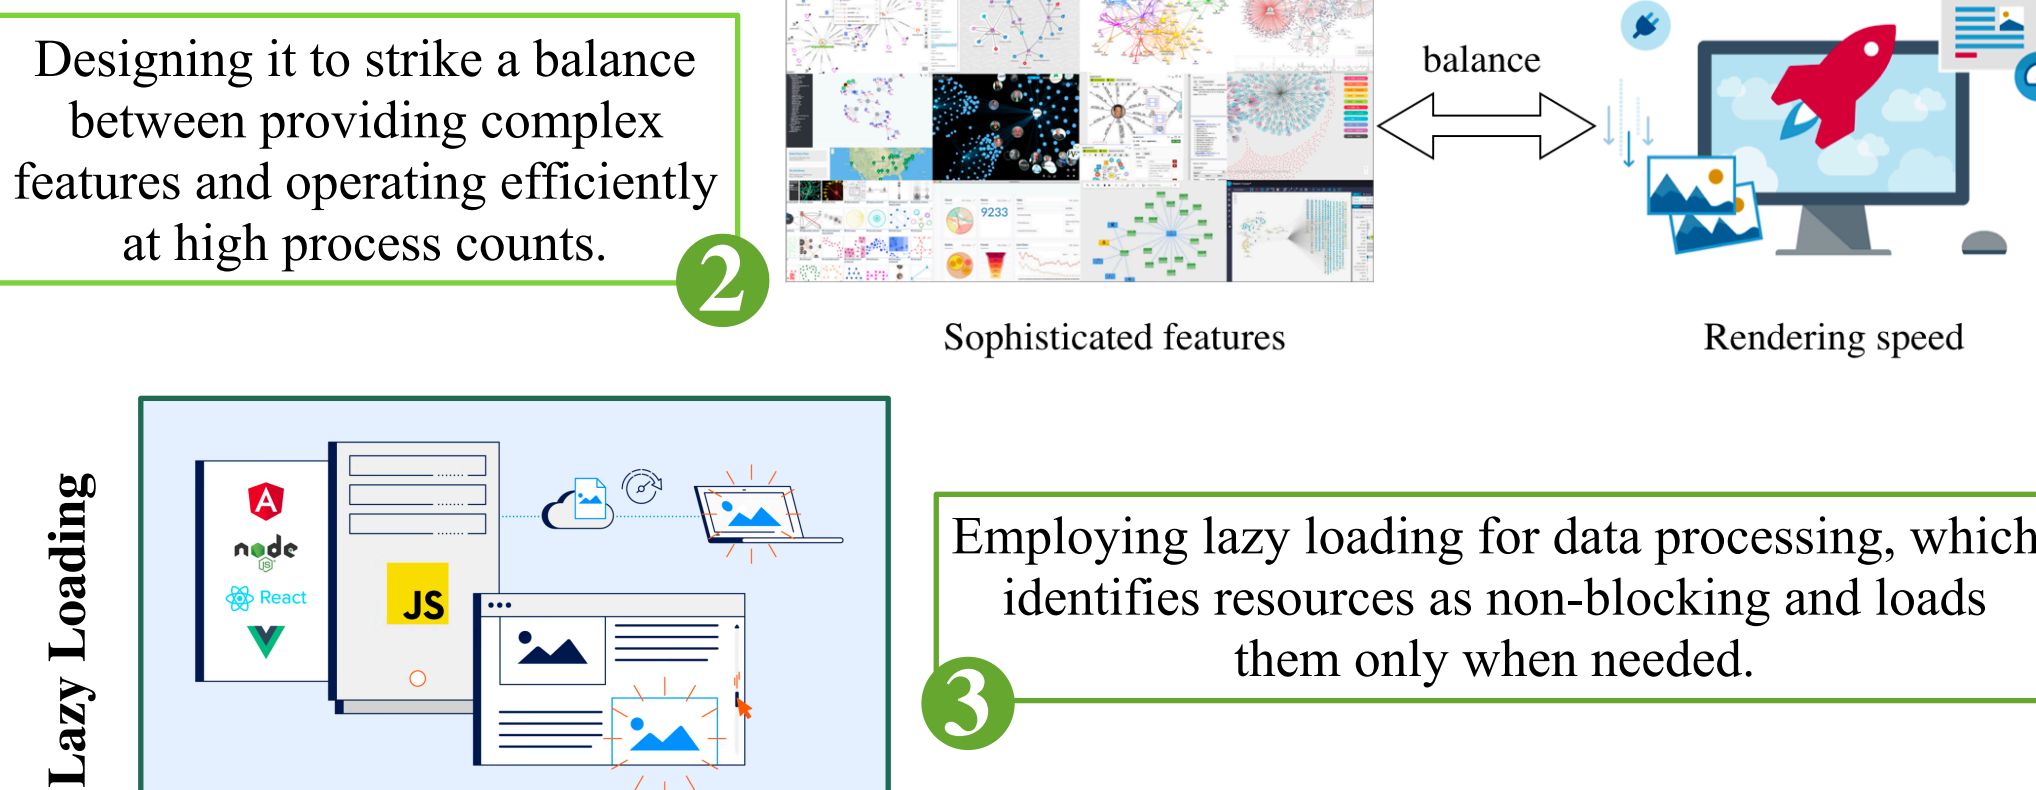 Designing it to strike a balance
between providing complex
features and operating efficiently
at high process counts.
2
9233
balance
Sophisticated features
Rendering speed
Lazy Loading
node
JS
React
JS
Employing lazy loading for data processing, which
identifies resources as non-blocking and loads
them only when needed.
3